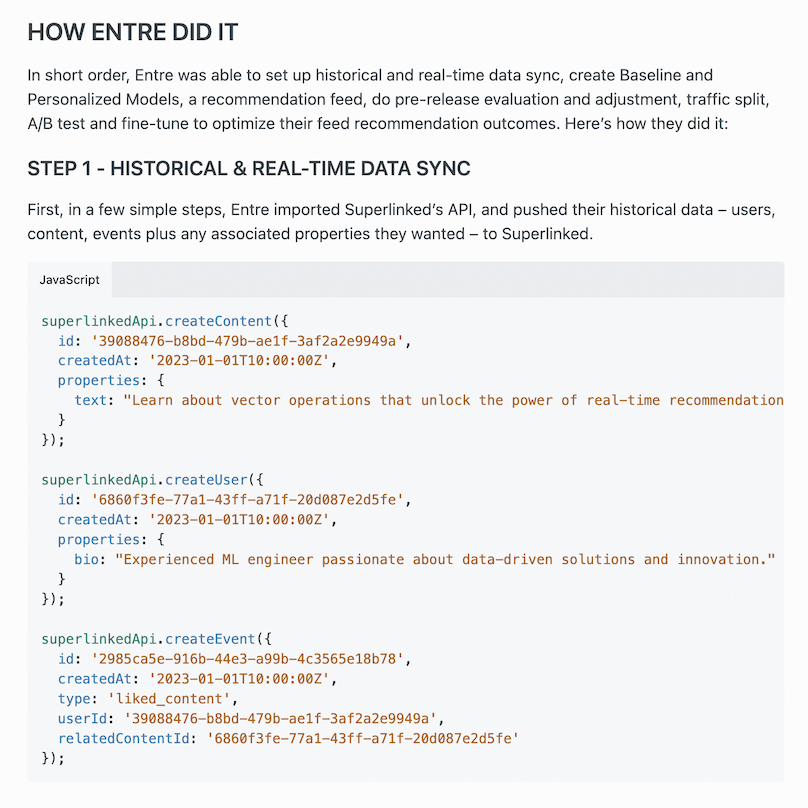 HOW ENTRE DID IT
In short order, Entre was able to set up historical and real-time data sync, create Baseline and
Personalized Models, a recommendation feed, do pre-release evaluation and adjustment, traffic split,
A/B test and fine-tune to optimize their feed recommendation outcomes. Here’s how they did it:
STEP 1 - HISTORICAL & REAL-TIME DATA SYNC
First, in a few simple steps, Entre imported Superlinked’s API, and pushed their historical data – users,
content, events plus any associated properties they wanted – to Superlinked.
JavaScript
superlinkedApi.createContent({
  id: '39088476-b8bd-479b-ae1f-3af2a2e9949a',
  createdAt: '2023-01-01T10:00:00Z',
  properties: {
    text: "Learn about vector operations that unlock the power of real-time recommendation
  }
});
superlinkedApi.createUser({
  id: '6860f3fe-77a1-43ff-a71f-20d087e2d5fe',
  createdAt: '2023-01-01T10:00:00Z',
  properties: {
    bio: "Experienced ML engineer passionate about data-driven solutions and innovation."
  }
});
superlinkedApi.createEvent({
  id: '2985ca5e-916b-44e3-a99b-4c3565e18b78',
  createdAt: '2023-01-01T10:00:00Z',
  type: 'liked_content',
  userId: '39088476-b8bd-479b-ae1f-3af2a2e9949a',
  relatedContentId: '6860f3fe-77a1-43ff-a71f-20d087e2d5fe'
});